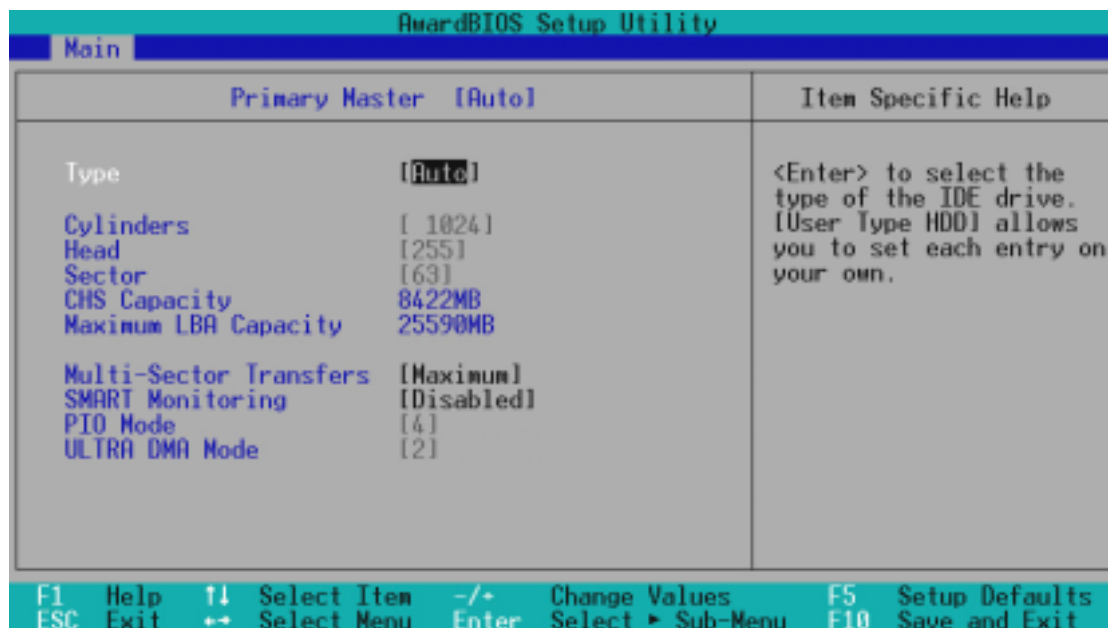 AwardBIOS Setup Utility
Main
Primary Master [Auto]
Item Specific Help
Type [Auto]
Cylinders [ 1024]
Head [255]
Sector [63]
CHS Capacity 8422MB
Maximum LBA Capacity 25590MB
Multi-Sector Transfers [Maximum]
SMART Monitoring [Disabled]
PIO Mode [4]
ULTRA DMA Mode [2]
<Enter> to select the
type of the IDE drive.
[User Type HDD] allows
you to set each entry on
your own.
F1 Help ↑↓ Select Item -/+ Change Values F5 Setup Defaults
ESC Exit ←→ Select Menu Enter Select ► Sub-Menu F10 Save and Exit